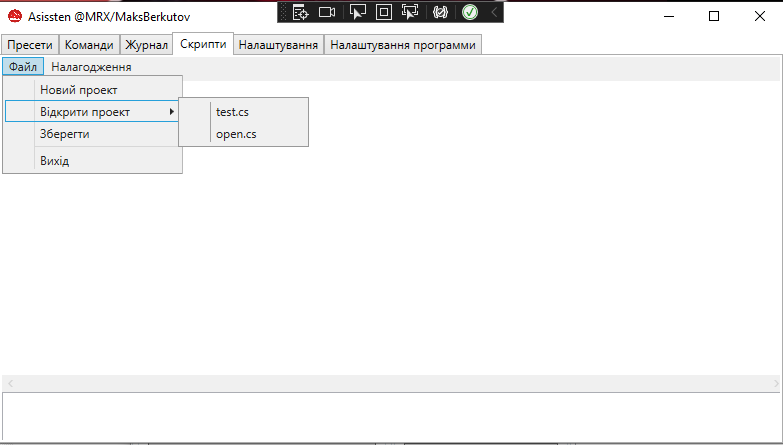 Asissten @MRX/MaksBerkutov
Пресети Команди Журнал Скрипти Налаштування Налаштування программи
Файл Налагодження
Новий проект
Відкрити проект
test.cs
Зберегти
open.cs
Вихід